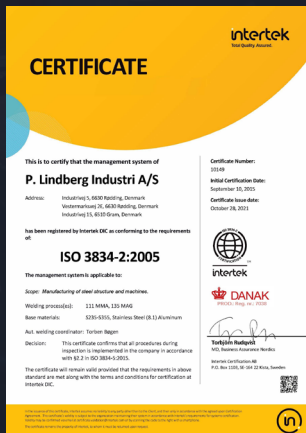 intertek
Total Quality. Assured.
CERTIFICATE
This is to certify that the management system of
P. Lindberg Industri A/S
Address: Industrivej 5, 6630 Rødding, Denmark
Vestermarksvej 26, 6630 Rødding, Denmark
Industrivej 15, 6510 Gram, Denmark
has been registered by Intertek DIC as conforming to the requirements
of:
ISO 3834-2:2005
The management system is applicable to:
Scope: Manufacturing of steel structure and machines.
Welding process(es): 111 MMA, 135 MAG
Base materials: S235-S355, Stainless Steel (8.1) Aluminum
Aut. welding coordinator: Torben Bøgen
Decision: This certificate confirms that all procedures during
inspection is implemented in the company in accordance
with §2.2 in ISO 3834-5:2015.
The certificate will remain valid provided that the requirements in above
standard are met along with the terms and conditions for certification at
Intertek DIC.
Certificate Number:
10149
Initial Certification Date:
September 10, 2015
Certificate Issue date:
October 28, 2021
intertek
DANAK
PROD. Reg. nr. 7035
Torbjörn Rudqvist
MD, Business Assurance Nordics
Intertek Certification AB
P.O. Box 1103, SE-164 22 Kista, Sweden